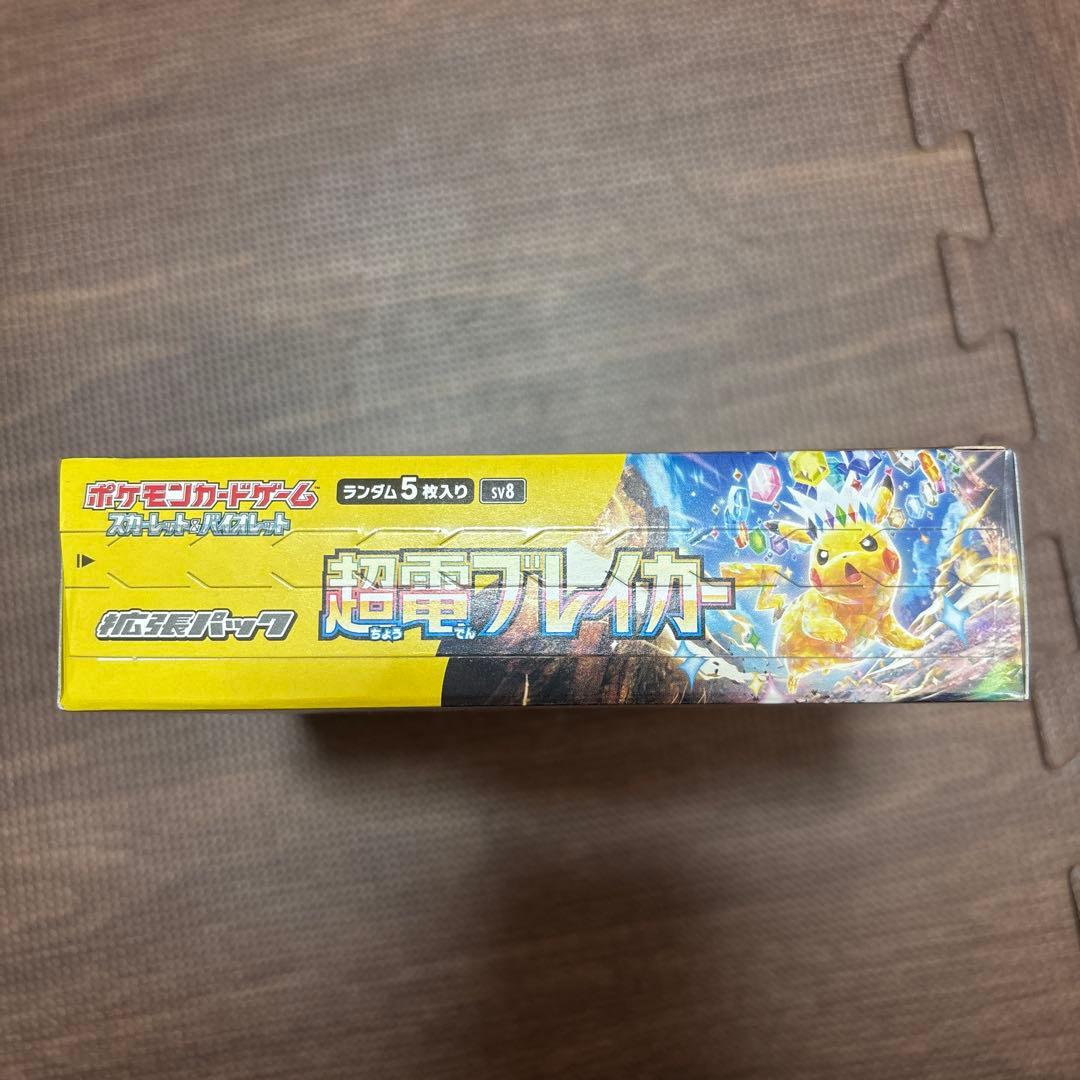 ポケモンカードゲーム
スカーレット&バイオレット
ランダム5枚入り
SV8
拡張パック
超電ブレイカー
ちょう でん